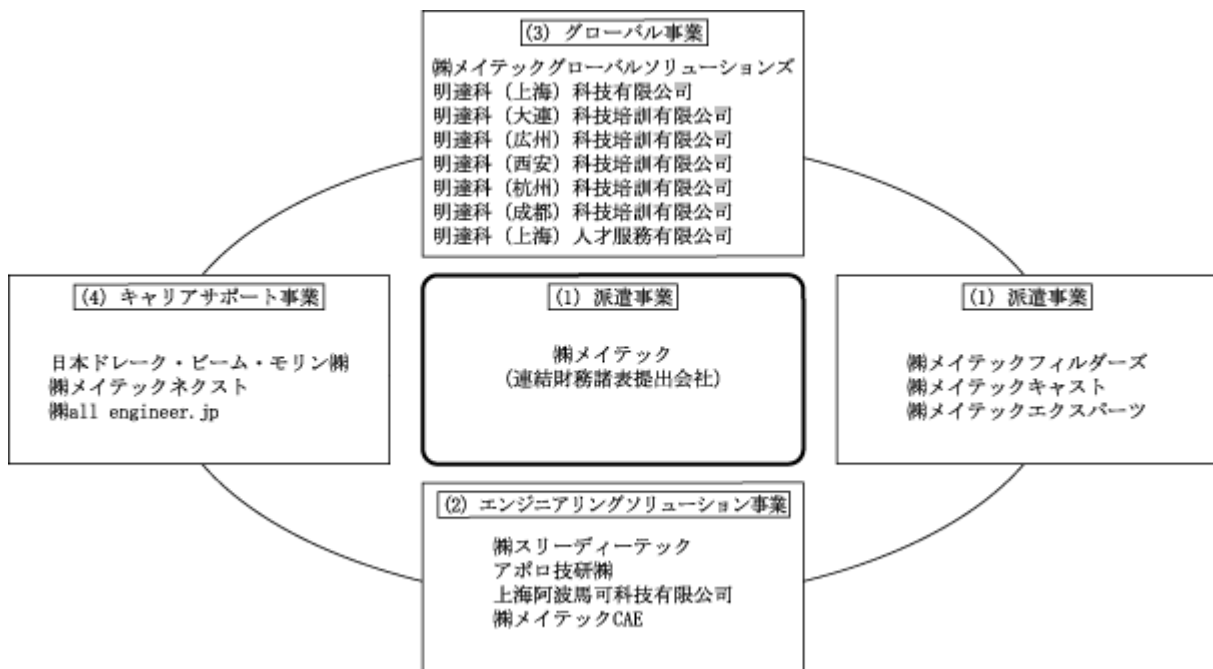 (3) グローバル事業
㈱メイテックグローバルソリューションズ
明達科（上海）科技有限公司
明達科（大連）科技培訓有限公司
明達科（広州）科技培訓有限公司
明達科（西安）科技培訓有限公司
明達科（杭州）科技培訓有限公司
明達科（成都）科技培訓有限公司
明達科（上海）人才服務有限公司
(4) キャリアサポート事業
日本ドレーク・ビーム・モリン㈱
㈱メイテックネクスト
㈱all engineer.jp
(1) 派遣事業
㈱メイテック
(連結財務諸表提出会社)
(1) 派遣事業
㈱メイテックフィルダーズ
㈱メイテックキャスト
㈱メイテックエクスパーツ
(2) エンジニアリングソリューション事業
㈱スリーディーテック
アポロ技研㈱
上海阿波馬可科技有限公司
㈱メイテックCAE